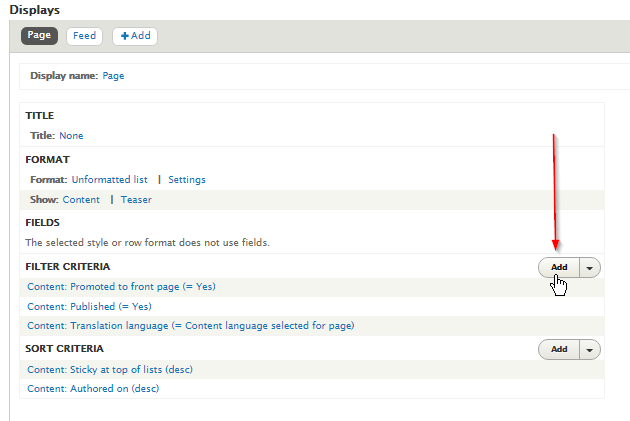 Displays
Page Feed +Add
Display name: Page
TITLE
Title: None
FORMAT
Format: Unformatted list | Settings
Show: Content | Teaser
FIELDS
The selected style or row format does not use fields.
FILTER CRITERIA Add
Content: Promoted to front page (= Yes)
Content: Published (= Yes)
Content: Translation language (= Content language selected for page)
SORT CRITERIA Add
Content: Sticky at top of lists (desc)
Content: Authored on (desc)